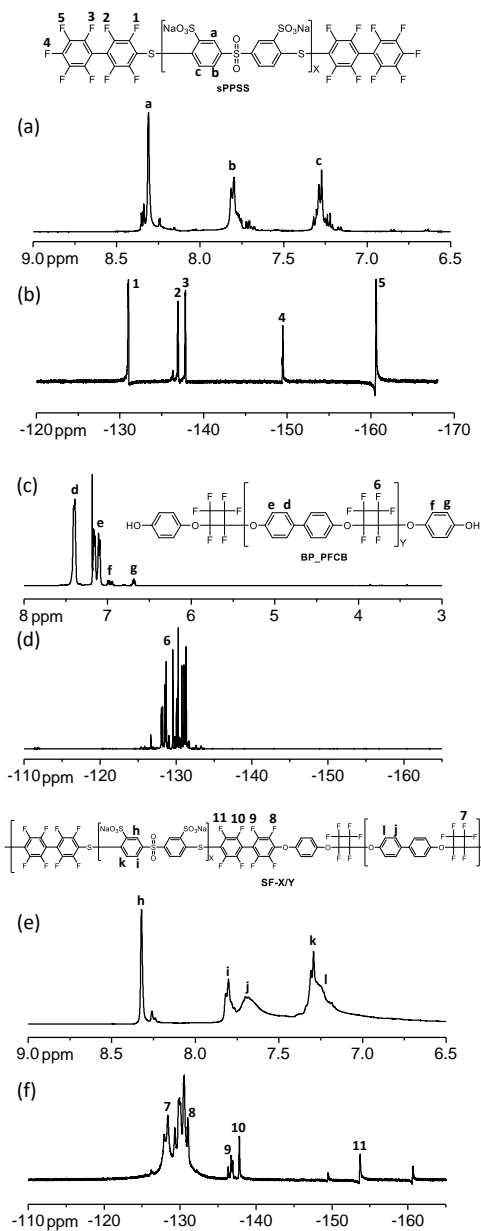 5 3 2 1
F F F F
4 F
F F F F
S
NaO₃S a SO₃Na
O
S
O
S
X
F F F F
F
F F F F
c b
sPPSS
(a)
a
b
c
9.0 ppm 8.5 8.0 7.5 7.0 6.5
(b)
1
2 3
4
5
-120 ppm -130 -140 -150 -160 -170
(c)
d
e
f g
6
F F F F
F F
HO O O e d O F F F F O f g OH
F F
Y
BP_PFCB
8 ppm 7 6 5 4 3
(d)
6
-110 ppm -120 -130 -140 -150 -160
11 10 9 8 7
F F F F NaO₃S h SO₃Na F F F F F F F F l j F F F F
S O S O S O O O O
F F F F k i X F F F F F F F F Y
SF-X/Y
(e)
h
i
j
k
l
9.0 ppm 8.5 8.0 7.5 7.0 6.5
(f)
7
8
9 10
11
-110 ppm -120 -130 -140 -150 -160